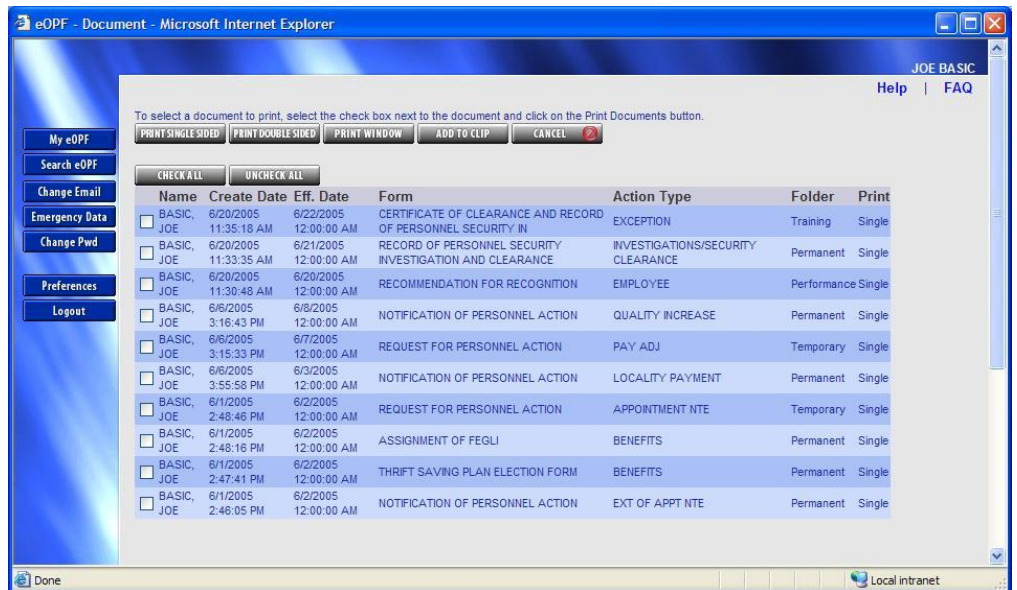 eOPF - Document - Microsoft Internet Explorer
JOE BASIC
Help | FAQ
To select a document to print, select the check box next to the document and click on the Print Documents button.
PRINT SINGLE SIDED PRINT DOUBLE SIDED PRINT WINDOW ADD TO CLIP CANCEL
My eOPF
Search eOPF
Change Email
Emergency Data
Change Pwd
Preferences
Logout
CHECK ALL UNCHECK ALL
Name Create Date Eff. Date Form Action Type Folder Print
BASIC, JOE 6/20/2005 11:35:18 AM 6/22/2005 12:00:00 AM CERTIFICATE OF CLEARANCE AND RECORD OF PERSONNEL SECURITY IN EXCEPTION Training Single
BASIC, JOE 6/20/2005 11:33:35 AM 6/21/2005 12:00:00 AM RECORD OF PERSONNEL SECURITY INVESTIGATION AND CLEARANCE INVESTIGATIONS/SECURITY CLEARANCE Permanent Single
BASIC, JOE 6/20/2005 11:30:48 AM 6/20/2005 12:00:00 AM RECOMMENDATION FOR RECOGNITION EMPLOYEE Performance Single
BASIC, JOE 6/6/2005 3:16:43 PM 6/8/2005 12:00:00 AM NOTIFICATION OF PERSONNEL ACTION QUALITY INCREASE Permanent Single
BASIC, JOE 6/6/2005 3:15:33 PM 6/7/2005 12:00:00 AM REQUEST FOR PERSONNEL ACTION PAY ADJ Temporary Single
BASIC, JOE 6/6/2005 3:55:58 PM 6/3/2005 12:00:00 AM NOTIFICATION OF PERSONNEL ACTION LOCALITY PAYMENT Permanent Single
BASIC, JOE 6/1/2005 2:48:46 PM 6/2/2005 12:00:00 AM REQUEST FOR PERSONNEL ACTION APPOINTMENT NTE Temporary Single
BASIC, JOE 6/1/2005 2:48:16 PM 6/2/2005 12:00:00 AM ASSIGNMENT OF FEGLI BENEFITS Permanent Single
BASIC, JOE 6/1/2005 2:47:41 PM 6/2/2005 12:00:00 AM THRIFT SAVING PLAN ELECTION FORM BENEFITS Permanent Single
BASIC, JOE 6/1/2005 2:46:05 PM 6/2/2005 12:00:00 AM NOTIFICATION OF PERSONNEL ACTION EXT OF APPT NTE Permanent Single
Done Local intranet